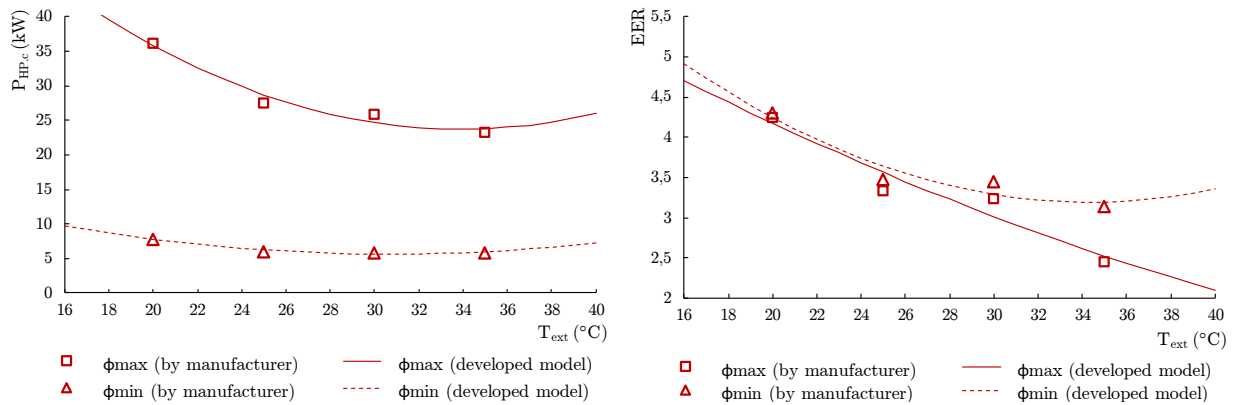 P_HP.c (kW)
40
35
30
25
20
15
10
5
0
16 18 20 22 24 26 28 30 32 34 36 38 40
T_ext (°C)
ϕmax (by manufacturer) ϕmax (developed model)
ϕmin (by manufacturer) ϕmin (developed model)
EER
5,5
5
4,5
4
3,5
3
2,5
2
16 18 20 22 24 26 28 30 32 34 36 38 40
T_ext (°C)
ϕmax (by manufacturer) ϕmax (developed model)
ϕmin (by manufacturer) ϕmin (developed model)